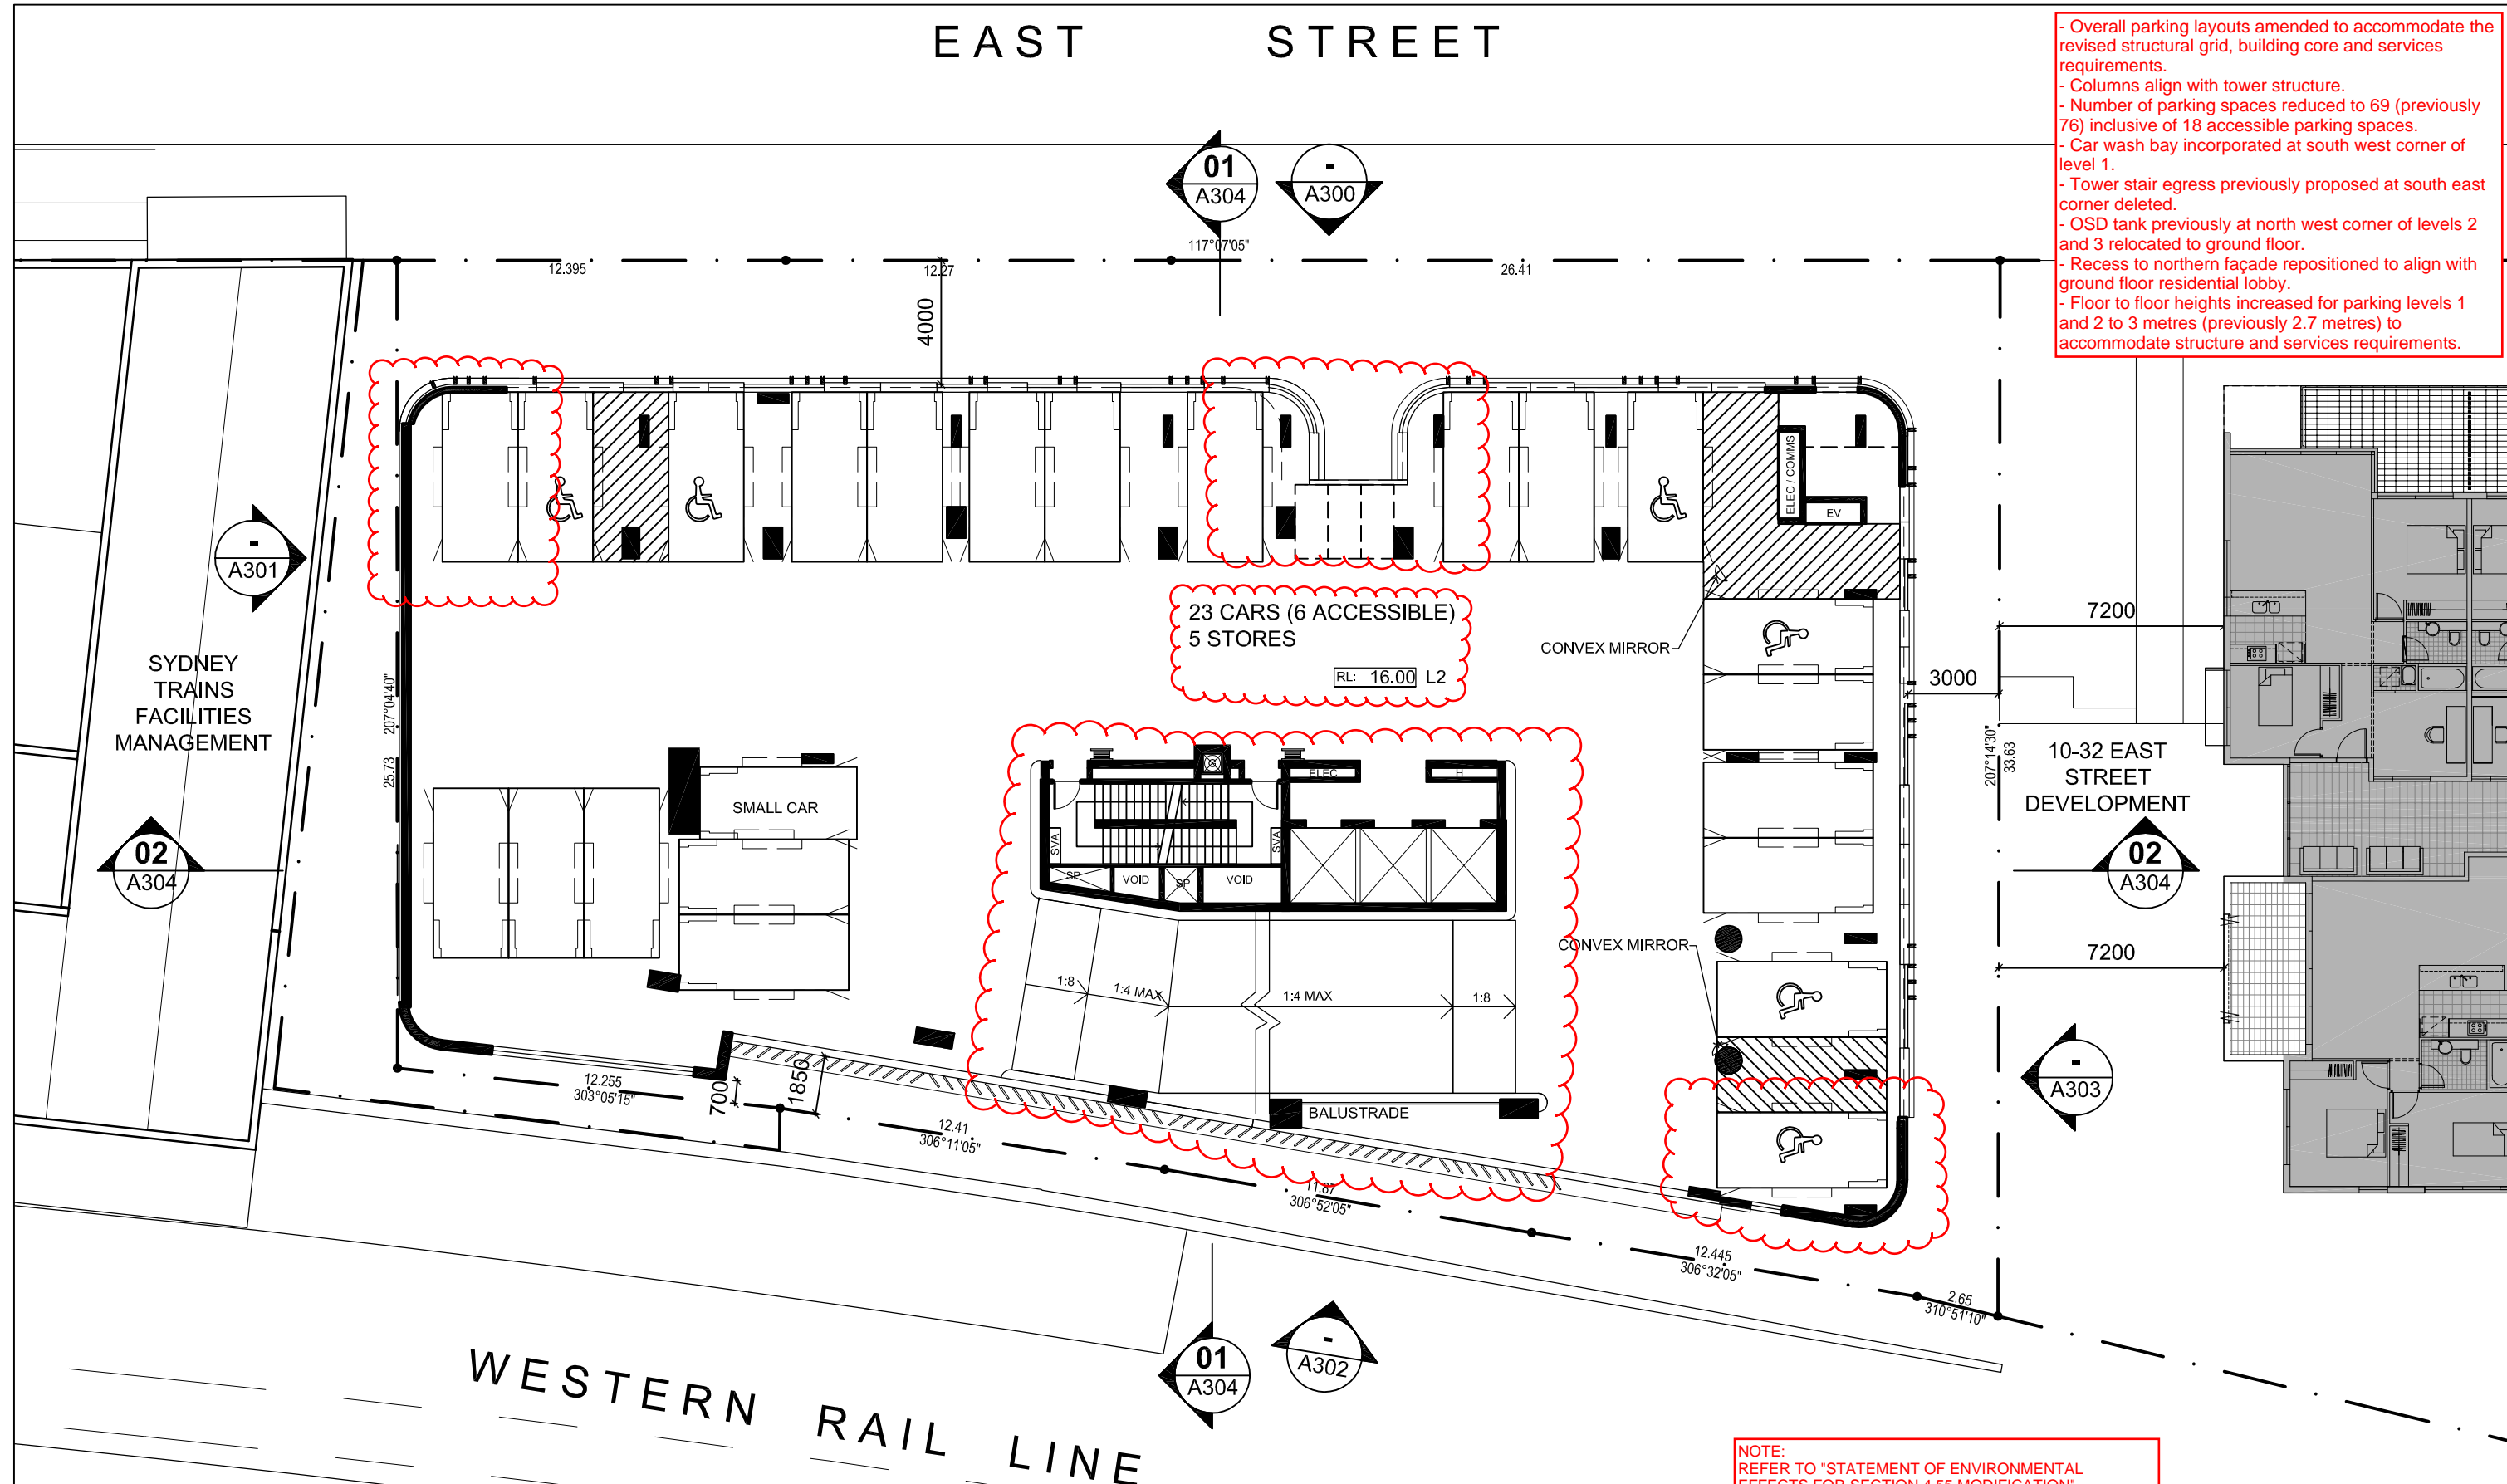 EAST STREET
- Overall parking layouts amended to accommodate the
revised structural grid, building core and services
requirements.
- Columns align with tower structure.
- Number of parking spaces reduced to 69 (previously
76) inclusive of 18 accessible parking spaces.
- Car wash bay incorporated at south west corner of
level 1.
- Tower stair egress previously proposed at south east
corner deleted.
- OSD tank previously at north west corner of levels 2
and 3 relocated to ground floor.
- Recess to northern façade repositioned to align with
ground floor residential lobby.
- Floor to floor heights increased for parking levels 1
and 2 to 3 metres (previously 2.7 metres) to
accommodate structure and services requirements.
01
A304
-
A300
117°07'05"
12.395
12.27
26.41
4000
ELEC / COMMS
EV
-
A301
23 CARS (6 ACCESSIBLE)
5 STORES
RL: 16.00 L2
CONVEX MIRROR
7200
3000
SYDNEY
TRAINS
FACILITIES
MANAGEMENT
207°04'40"
25.73
207°14'30"
33.63
10-32 EAST
STREET
DEVELOPMENT
SMALL CAR
G
ELEC
H
SVA
SVA
SP
VOID
SP
VOID
02
A304
02
A304
CONVEX MIRROR
7200
1:8
1:4 MAX
1:4 MAX
1:8
-
A303
12.255
303°05'15"
700
1850
BALUSTRADE
12.41
306°11'05"
11.87
306°52'05"
12.445
306°32'05"
2.65
310°51'10"
01
A304
-
A302
WESTERN RAIL LINE
NOTE:
REFER TO "STATEMENT OF ENVIRONMENTAL
EFFECTS FOR SECTION 4.55 MODIFICATION"